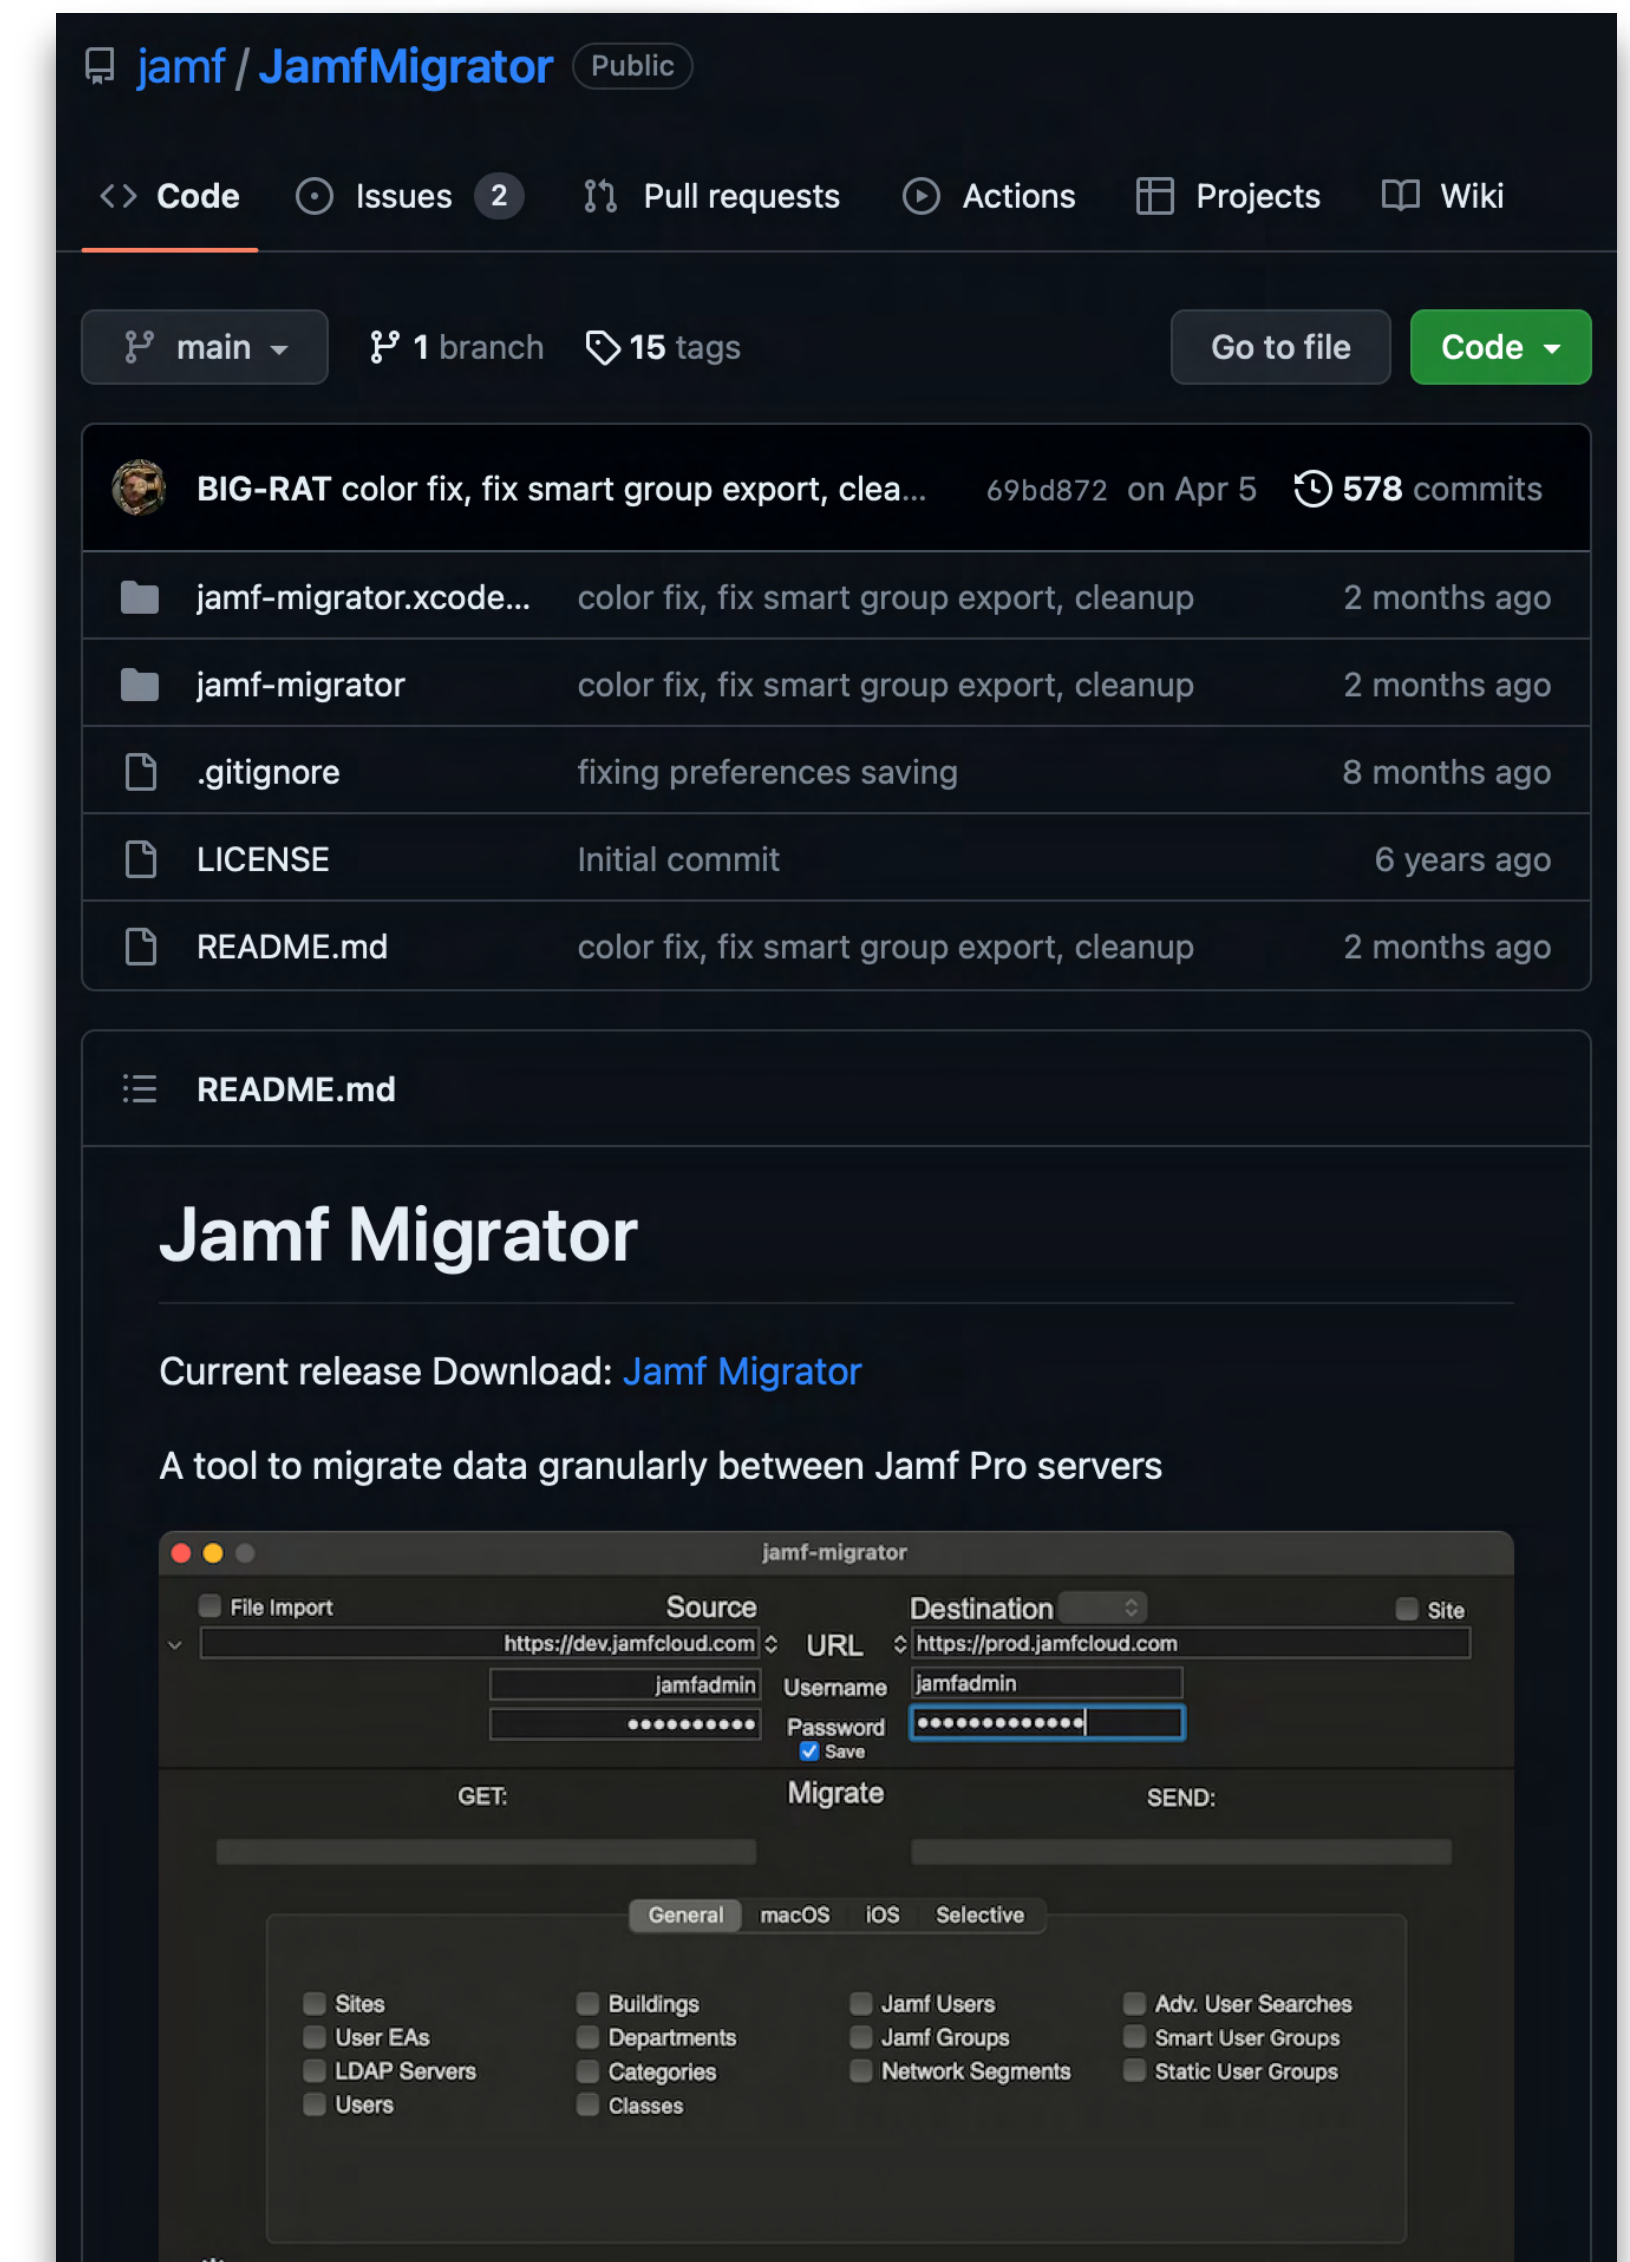 jamf / JamfMigrator Public
Code Issues 2 Pull requests Actions Projects Wiki
main 1 branch 15 tags Go to file Code
BIG-RAT color fix, fix smart group export, clea... 69bd872 on Apr 5 578 commits
jamf-migrator.xcode... color fix, fix smart group export, cleanup 2 months ago
jamf-migrator color fix, fix smart group export, cleanup 2 months ago
.gitignore fixing preferences saving 8 months ago
LICENSE Initial commit 6 years ago
README.md color fix, fix smart group export, cleanup 2 months ago
README.md
Jamf Migrator
Current release Download: Jamf Migrator
A tool to migrate data granularly between Jamf Pro servers
jamf-migrator
File Import Source Destination Site
https://dev.jamfcloud.com URL https://prod.jamfcloud.com
jamfadmin Username jamfadmin
•••••••••• Password •••••••••••••
Save
GET: Migrate SEND:
General macOS iOS Selective
Sites Buildings Jamf Users Adv. User Searches
User EAs Departments Jamf Groups Smart User Groups
LDAP Servers Categories Network Segments Static User Groups
Users Classes